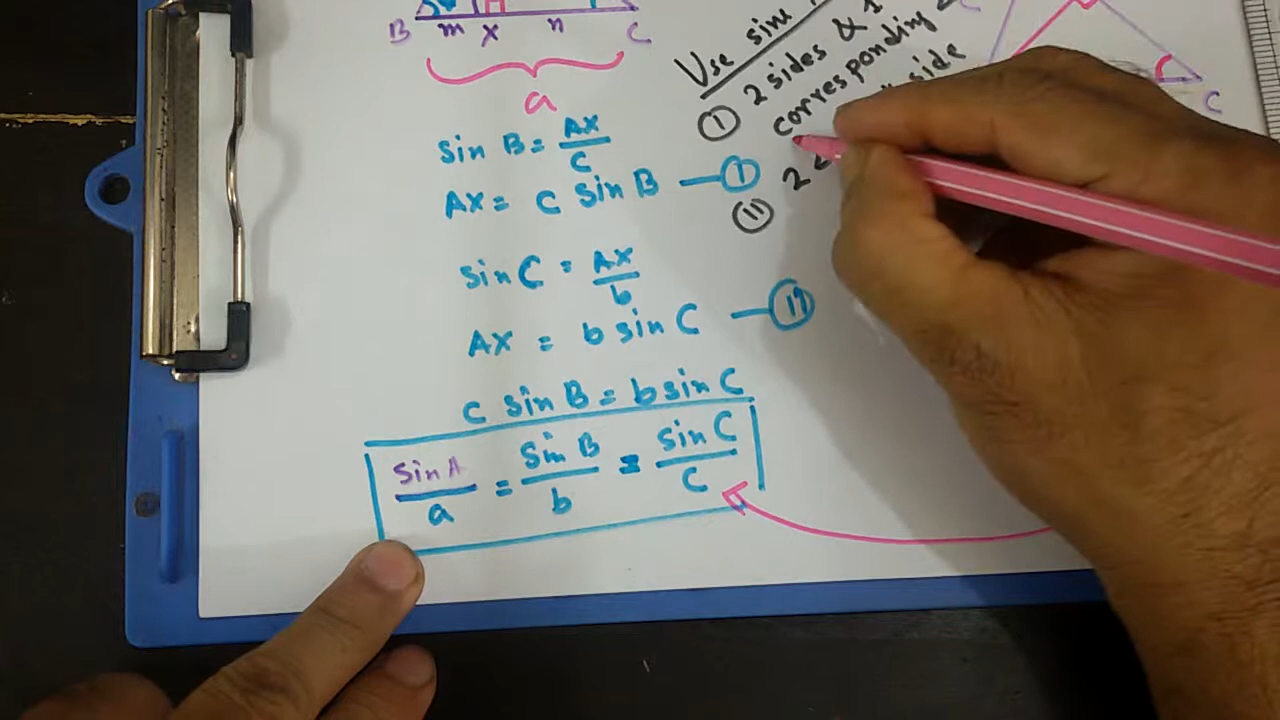 B m x n C
a
sin B = AX/C
AX = C sin B — ①
sin C = AX/b
AX = b sin C — ⑪
C sin B = b sin C
sin A/a = sin B/b = sin C/C
Use sine
① 2 sides & 1
corresponding
side
⑪ 2
C